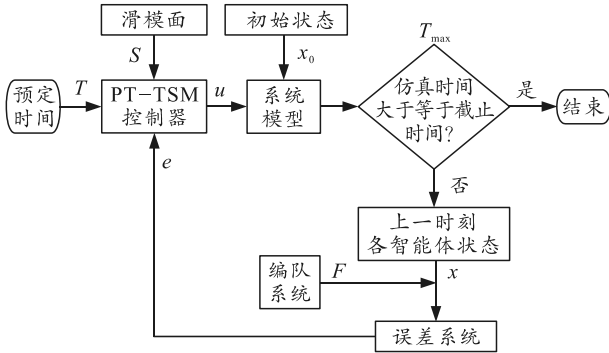 滑模面
初始状态
T_max
S
x_0
预定
时间
T
PT-TSM
控制器
u
系统
模型
仿真时间
大于等于截止
时间?
是
结束
e
否
上一时刻
各智能体状态
编队
系统
F
x
误差系统